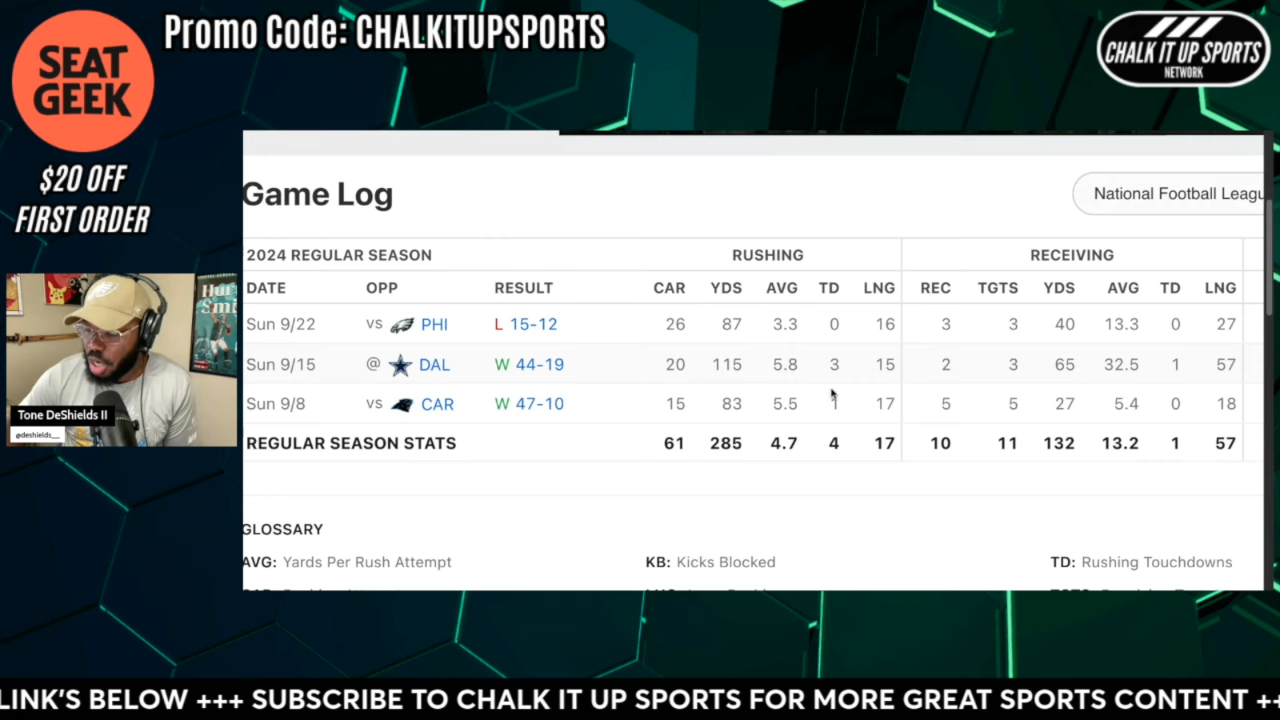 Promo Code: CHALKITUPSPORTS
SEAT
GEEK
CHALK IT UP SPORTS
NETWORK
$20 OFF
FIRST ORDER
Game Log
National Football Leagu
2024 REGULAR SEASON RUSHING RECEIVING
DATE OPP RESULT CAR YDS AVG TD LNG REC TGTS YDS AVG TD LNG
Sun 9/22 vs PHI L 15-12 26 87 3.3 0 16 3 3 40 13.3 0 27
Sun 9/15 @ DAL W 44-19 20 115 5.8 3 15 2 3 65 32.5 1 57
Sun 9/8 vs CAR W 47-10 15 83 5.5 1 17 5 5 27 5.4 0 18
REGULAR SEASON STATS 61 285 4.7 4 17 10 11 132 13.2 1 57
Hur
Smi
Tone DeShields II
@deshields__
GLOSSARY
AVG: Yards Per Rush Attempt KB: Kicks Blocked TD: Rushing Touchdowns
LINK'S BELOW +++ SUBSCRIBE TO CHALK IT UP SPORTS FOR MORE GREAT SPORTS CONTENT ++